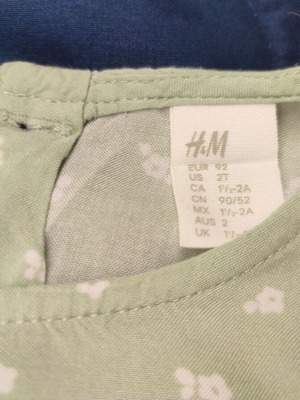 H&M
EUR 92
US 2T
CA 1½-2A
CN 90/52
MX 1½-2A
AUS 2
UK